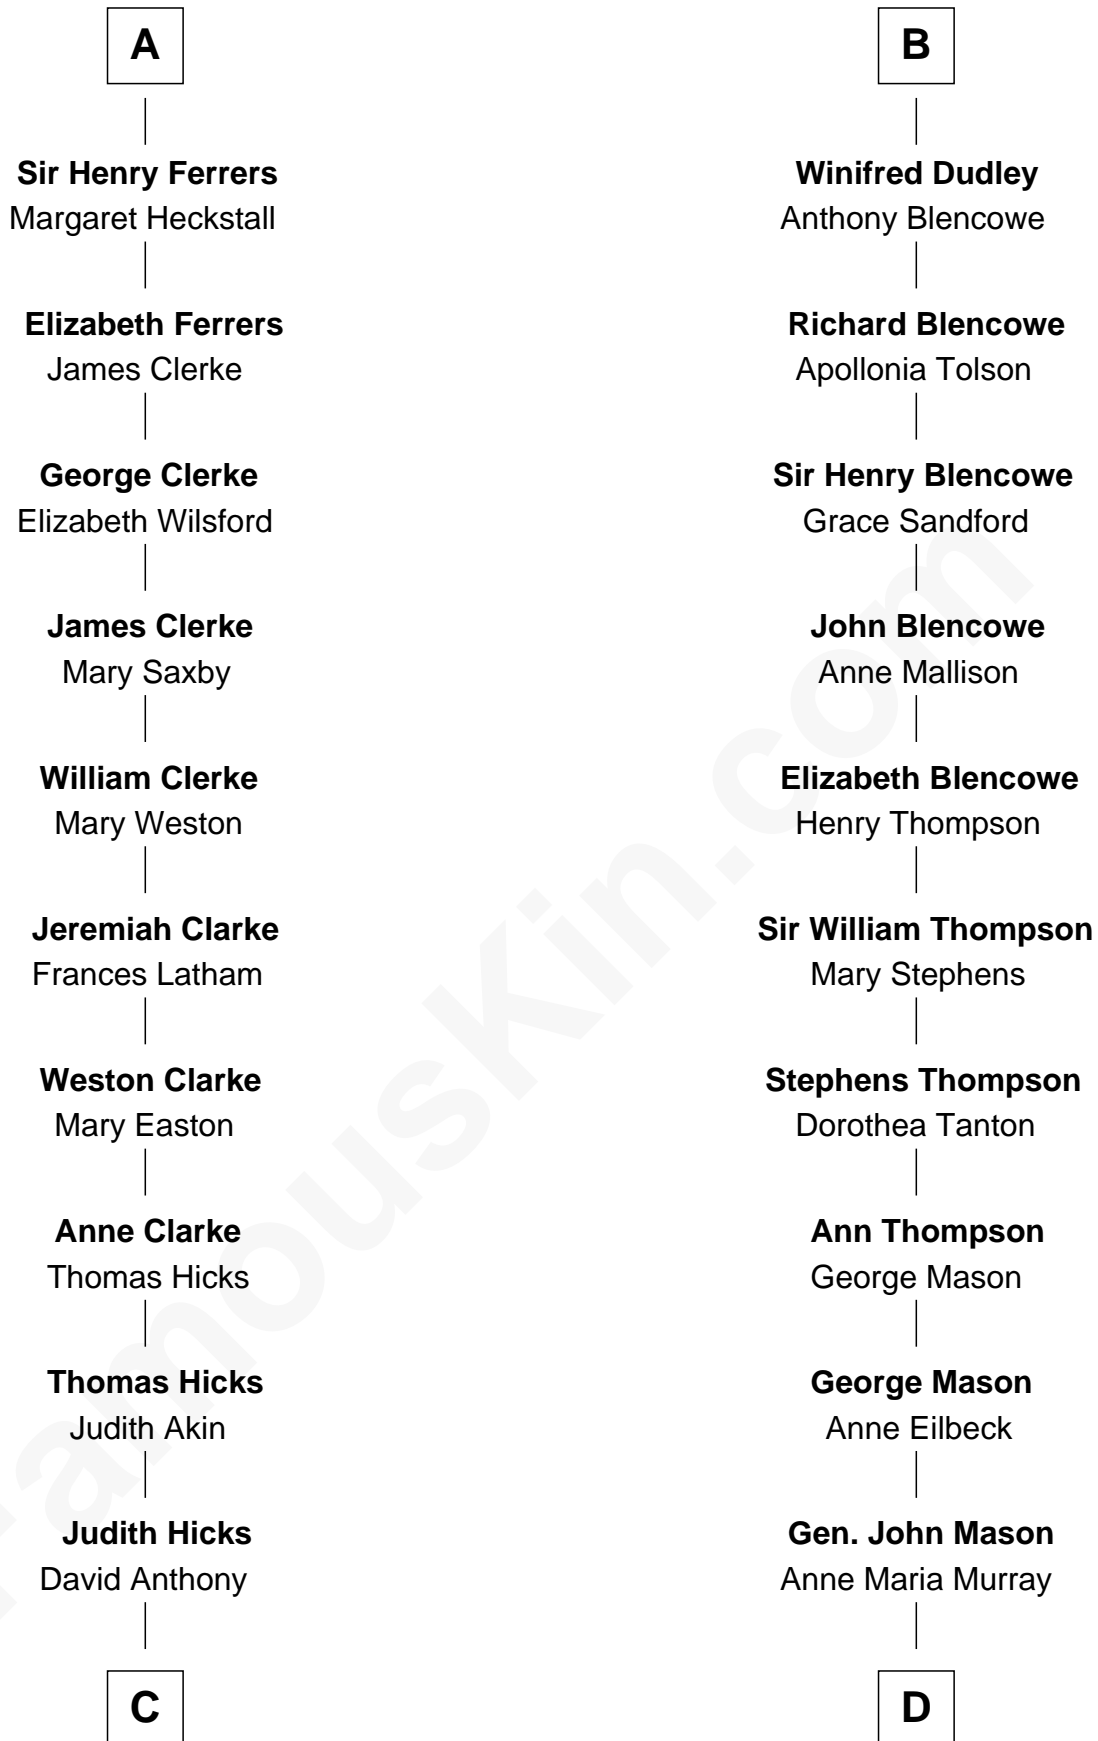 A
Sir Henry Ferrers
Margaret Heckstall
Elizabeth Ferrers
James Clerke
George Clerke
Elizabeth Wilsford
James Clerke
Mary Saxby
William Clerke
Mary Weston
Jeremiah Clarke
Frances Latham
Weston Clarke
Mary Easton
Anne Clarke
Thomas Hicks
Thomas Hicks
Judith Akin
Judith Hicks
David Anthony
C
B
Winifred Dudley
Anthony Blencowe
Richard Blencowe
Apollonia Tolson
Sir Henry Blencowe
Grace Sandford
John Blencowe
Anne Mallison
Elizabeth Blencowe
Henry Thompson
Sir William Thompson
Mary Stephens
Stephens Thompson
Dorothea Tanton
Ann Thompson
George Mason
George Mason
Anne Eilbeck
Gen. John Mason
Anne Maria Murray
D
FamousKin.com